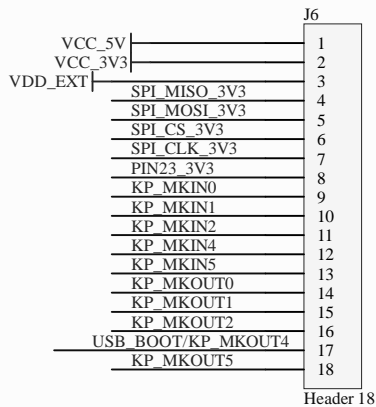 J6
VCC_5V 1
VCC_3V3 2
VDD_EXT 3
SPI_MISO_3V3 4
SPI_MOSI_3V3 5
SPI_CS_3V3 6
SPI_CLK_3V3 7
PIN23_3V3 8
KP_MKIN0 9
KP_MKIN1 10
KP_MKIN2 11
KP_MKIN4 12
KP_MKIN5 13
KP_MKOUT0 14
KP_MKOUT1 15
KP_MKOUT2 16
USB_BOOT/KP_MKOUT4 17
KP_MKOUT5 18
Header 18